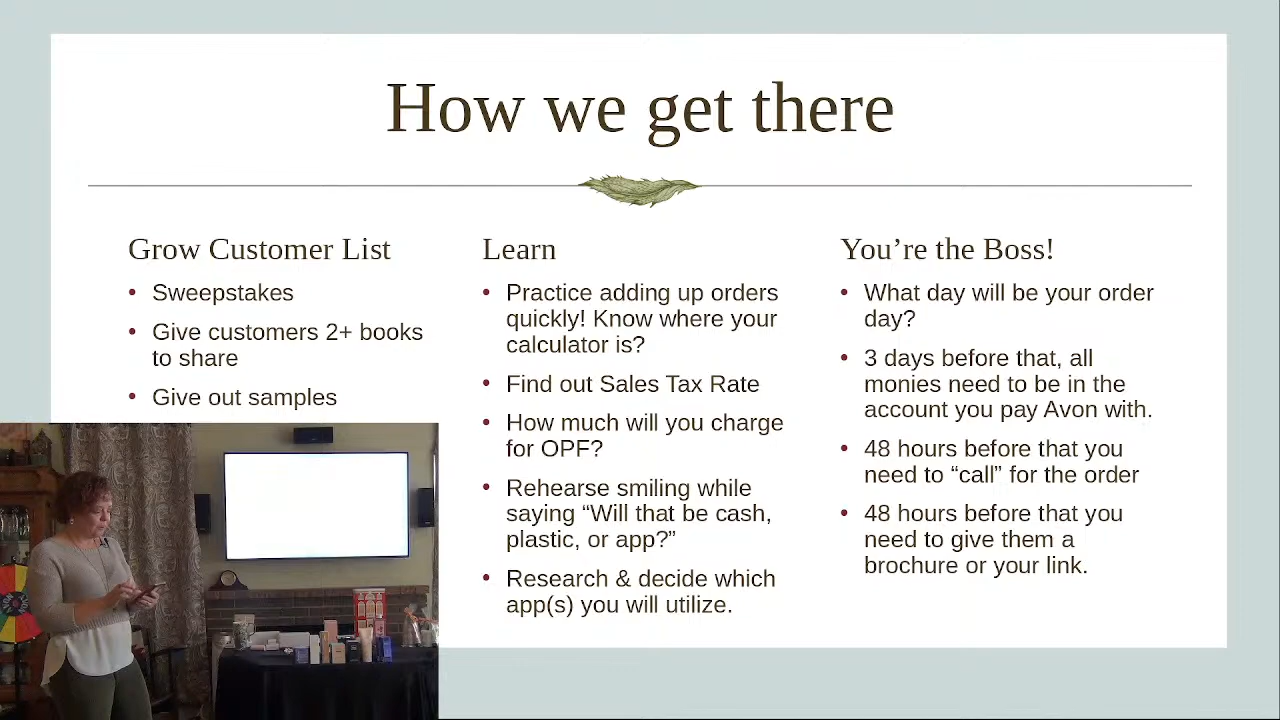 How we get there
Grow Customer List
• Sweepstakes
• Give customers 2+ books
to share
• Give out samples
Learn
• Practice adding up orders
quickly! Know where your
calculator is?
• Find out Sales Tax Rate
• How much will you charge
for OPF?
• Rehearse smiling while
saying “Will that be cash,
plastic, or app?”
• Research & decide which
app(s) you will utilize.
You’re the Boss!
• What day will be your order
day?
• 3 days before that, all
monies need to be in the
account you pay Avon with.
• 48 hours before that you
need to “call” for the order
• 48 hours before that you
need to give them a
brochure or your link.